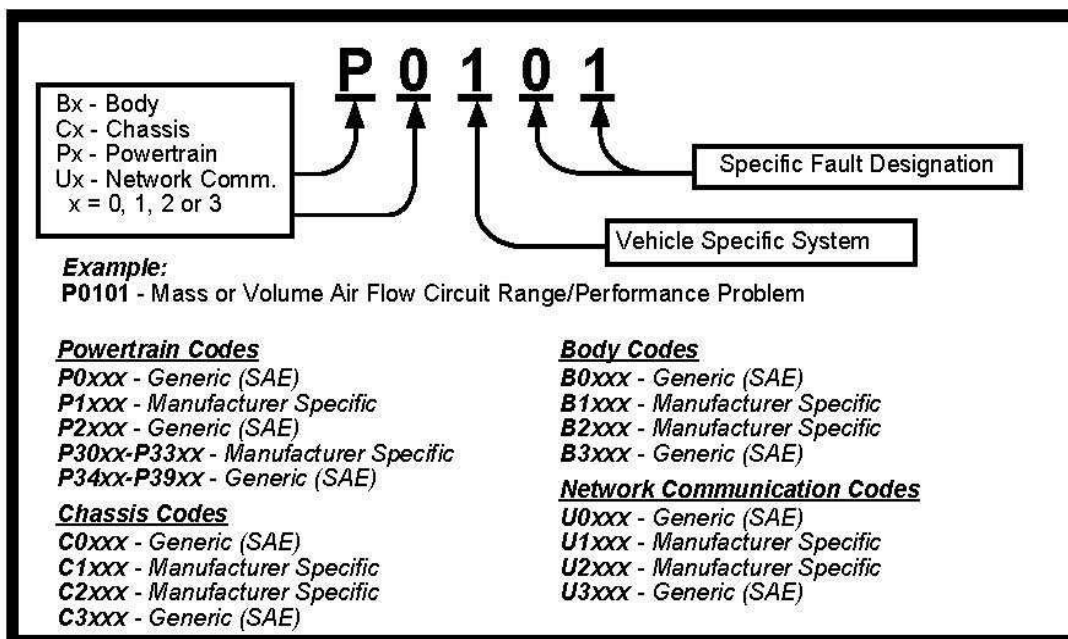 P 0 1 0 1
Bx - Body
Cx - Chassis
Px - Powertrain
Ux - Network Comm.
x = 0, 1, 2 or 3
Specific Fault Designation
Vehicle Specific System
Example:
P0101 - Mass or Volume Air Flow Circuit Range/Performance Problem
Powertrain Codes
P0xxx - Generic (SAE)
P1xxx - Manufacturer Specific
P2xxx - Generic (SAE)
P30xx-P33xx - Manufacturer Specific
P34xx-P39xx - Generic (SAE)
Chassis Codes
C0xxx - Generic (SAE)
C1xxx - Manufacturer Specific
C2xxx - Manufacturer Specific
C3xxx - Generic (SAE)
Body Codes
B0xxx - Generic (SAE)
B1xxx - Manufacturer Specific
B2xxx - Manufacturer Specific
B3xxx - Generic (SAE)
Network Communication Codes
U0xxx - Generic (SAE)
U1xxx - Manufacturer Specific
U2xxx - Manufacturer Specific
U3xxx - Generic (SAE)